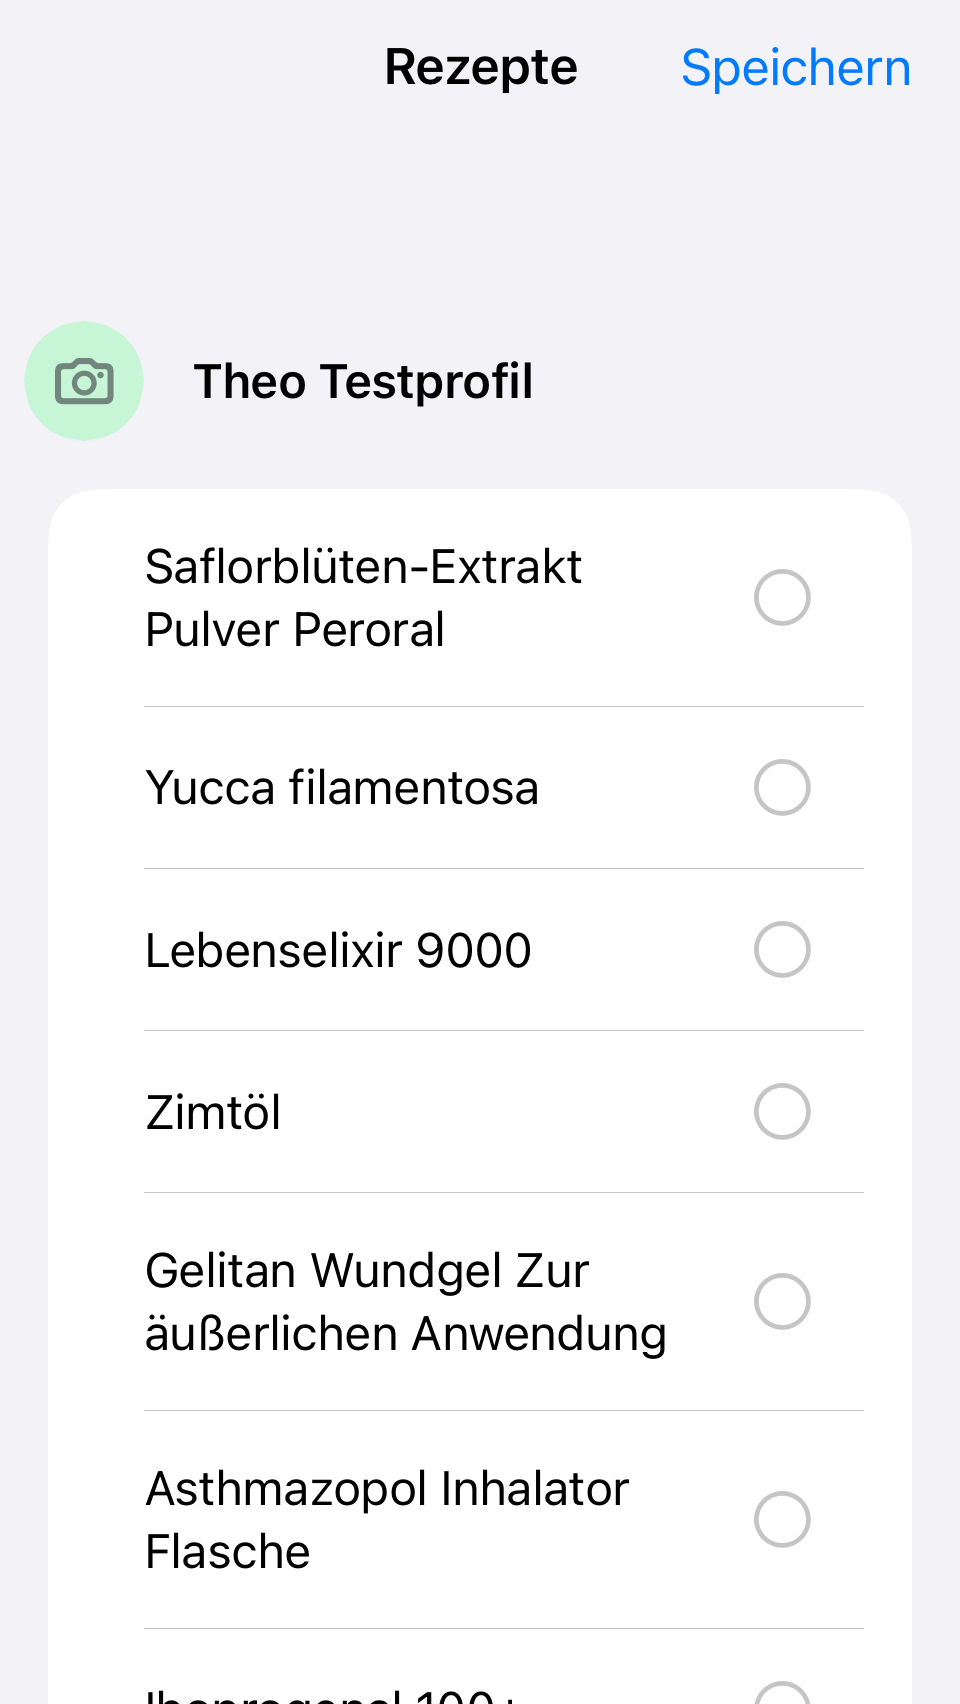 Rezepte
Speichern
Theo Testprofil
Saflorblüten-Extrakt
Pulver Peroral
Yucca filamentosa
Lebenselixir 9000
Zimtöl
Gelitan Wundgel Zur
äußerlichen Anwendung
Asthmazopol Inhalator
Flasche